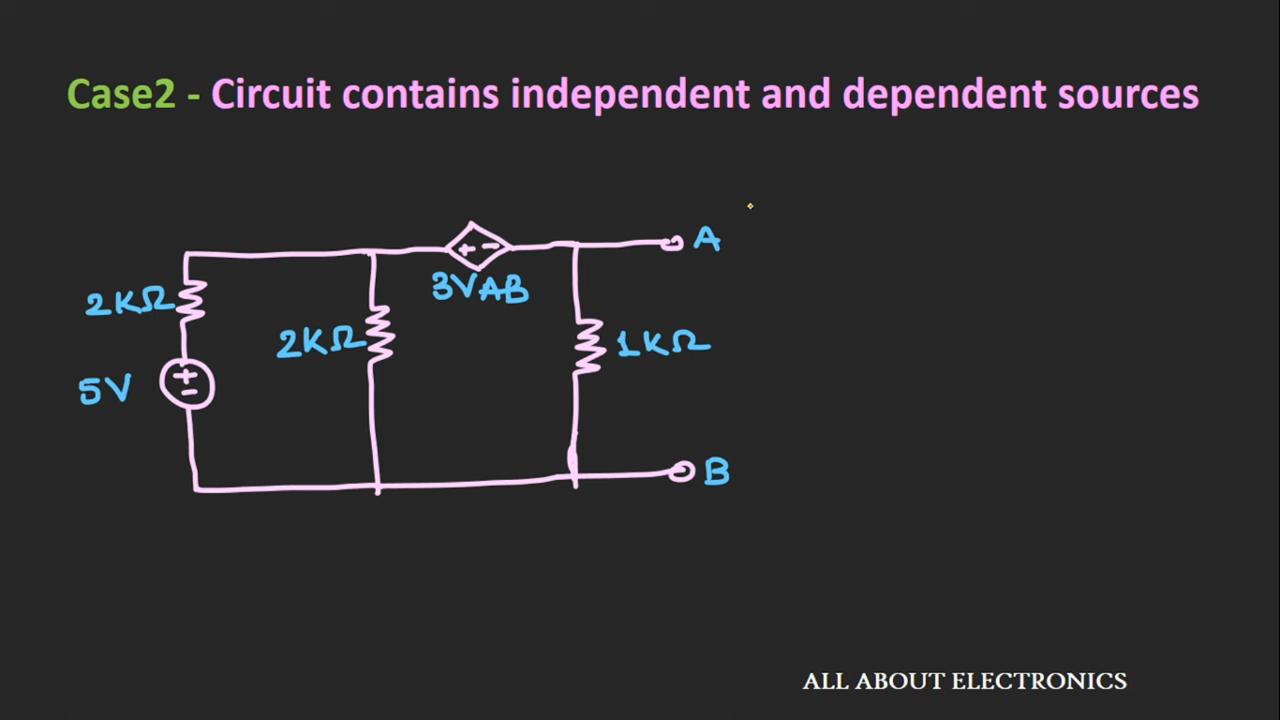 Case2 - Circuit contains independent and dependent sources
A
+ -
3VAB
2KΩ
2KΩ
1KΩ
5V
+
-
B
ALL ABOUT ELECTRONICS